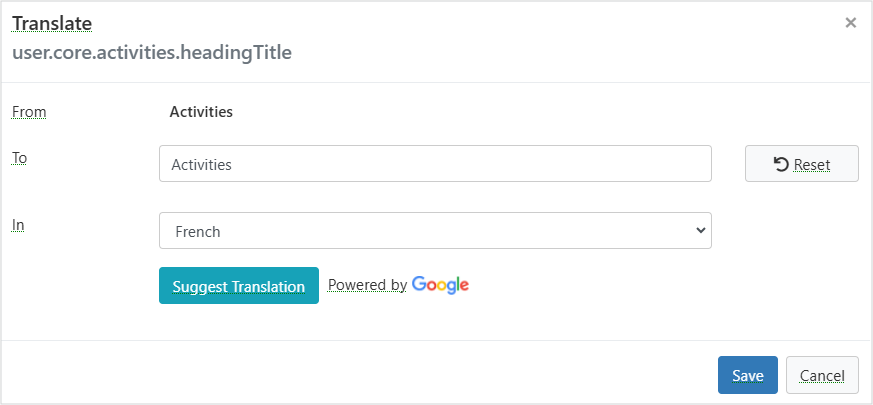 Translate
×
user.core.activities.headingTitle
From Activities
To Activities Reset
In French
Suggest Translation Powered by Google
Save Cancel